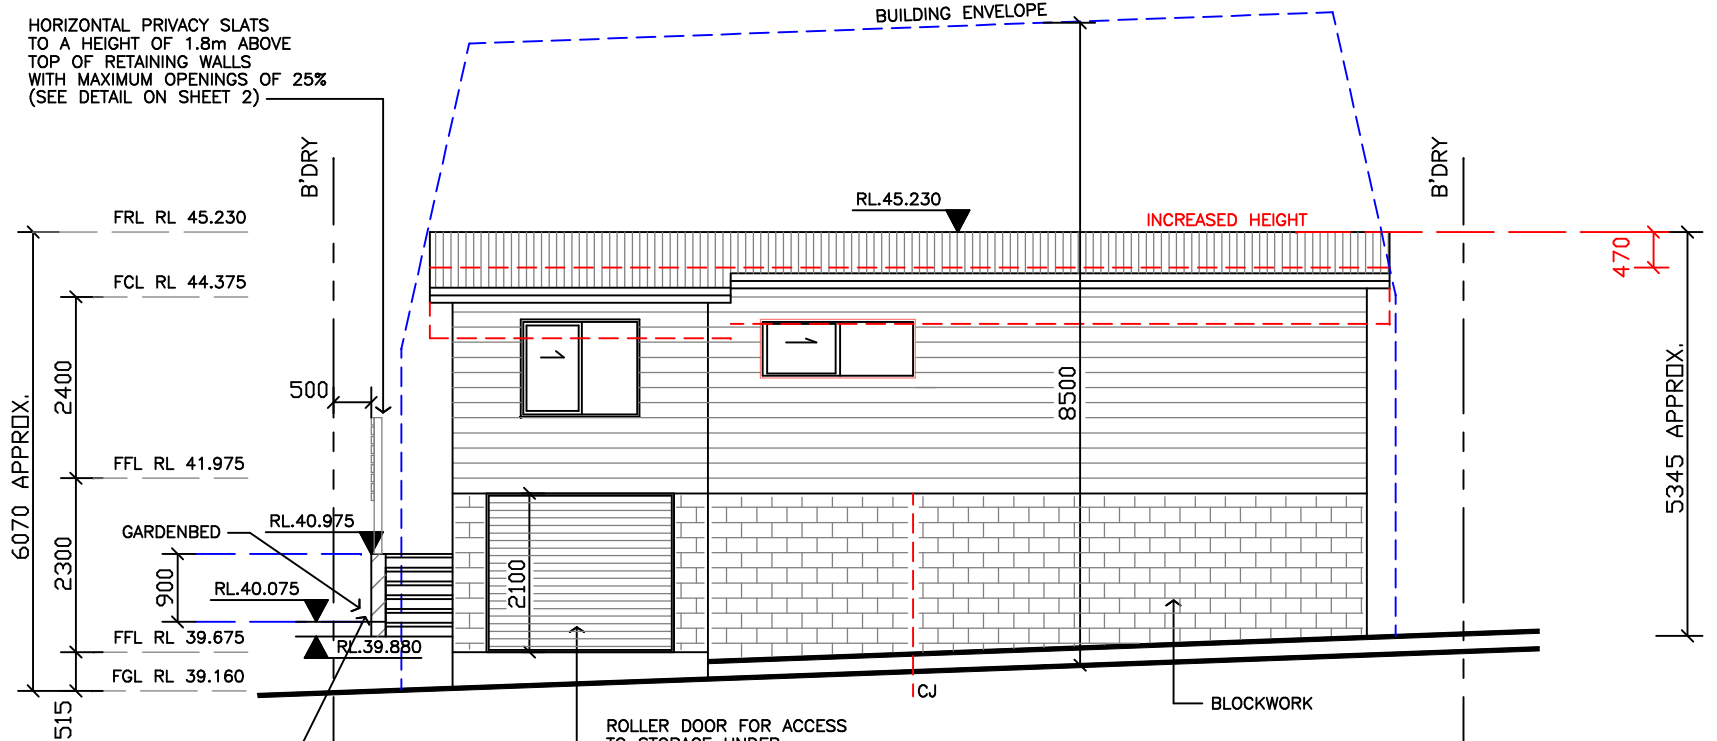 HORIZONTAL PRIVACY SLATS
TO A HEIGHT OF 1.8m ABOVE
TOP OF RETAINING WALLS
WITH MAXIMUM OPENINGS OF 25%
(SEE DETAIL ON SHEET 2)
BUILDING ENVELOPE
B'DRY
B'DRY
RL.45.230
INCREASED HEIGHT
470
FRL RL 45.230
FCL RL 44.375
2400
500
8500
6070 APPROX.
5345 APPROX.
FFL RL 41.975
RL.40.975
GARDENBED
2300
900
2100
RL.40.075
FFL RL 39.675
RL.39.880
FGL RL 39.160
515
CJ
BLOCKWORK
ROLLER DOOR FOR ACCESS
TO STORAGE UNDER